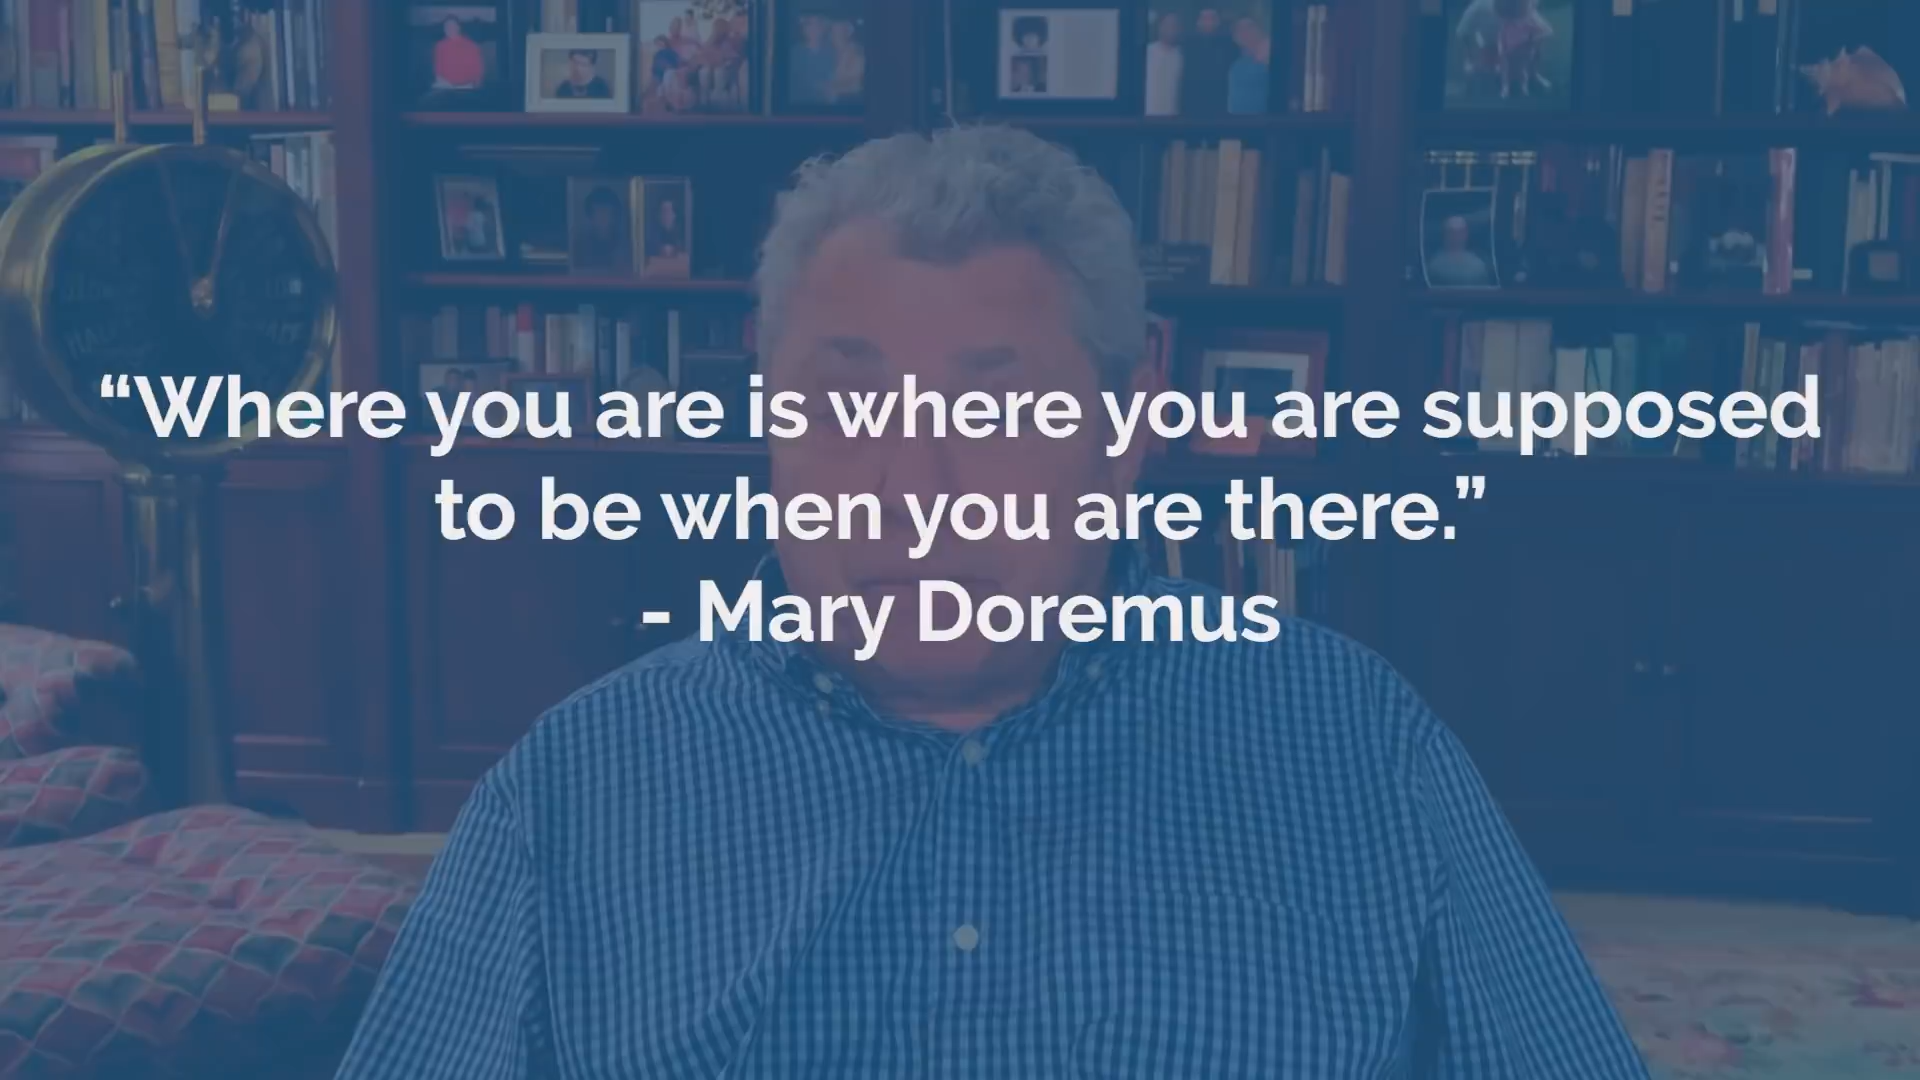 “Where you are is where you are supposed
to be when you are there.”
- Mary Doremus